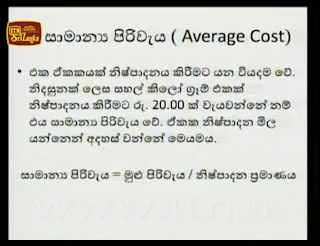 සාමාන්‍ය පිරිවැය ( Average Cost)
• එක ඒකකයක් නිෂ්පාදනය කිරීමට යන වියදම වේ.
නිදසුනක් ලෙස සහල් කිලෝ ග්‍රෑම් එකක්
නිෂ්පාදනය කිරීමට රු. 20.00 ක් වැයවන්නේ නම්
එය සාමාන්‍ය පිරිවැය වේ. ඒකක නිෂ්පාදන මිල
යන්නෙන් අදහස් වන්නේ මෙයමය.
සාමාන්‍ය පිරිවැය = මුළු පිරිවැය / නිෂ්පාදන ප්‍රමාණය